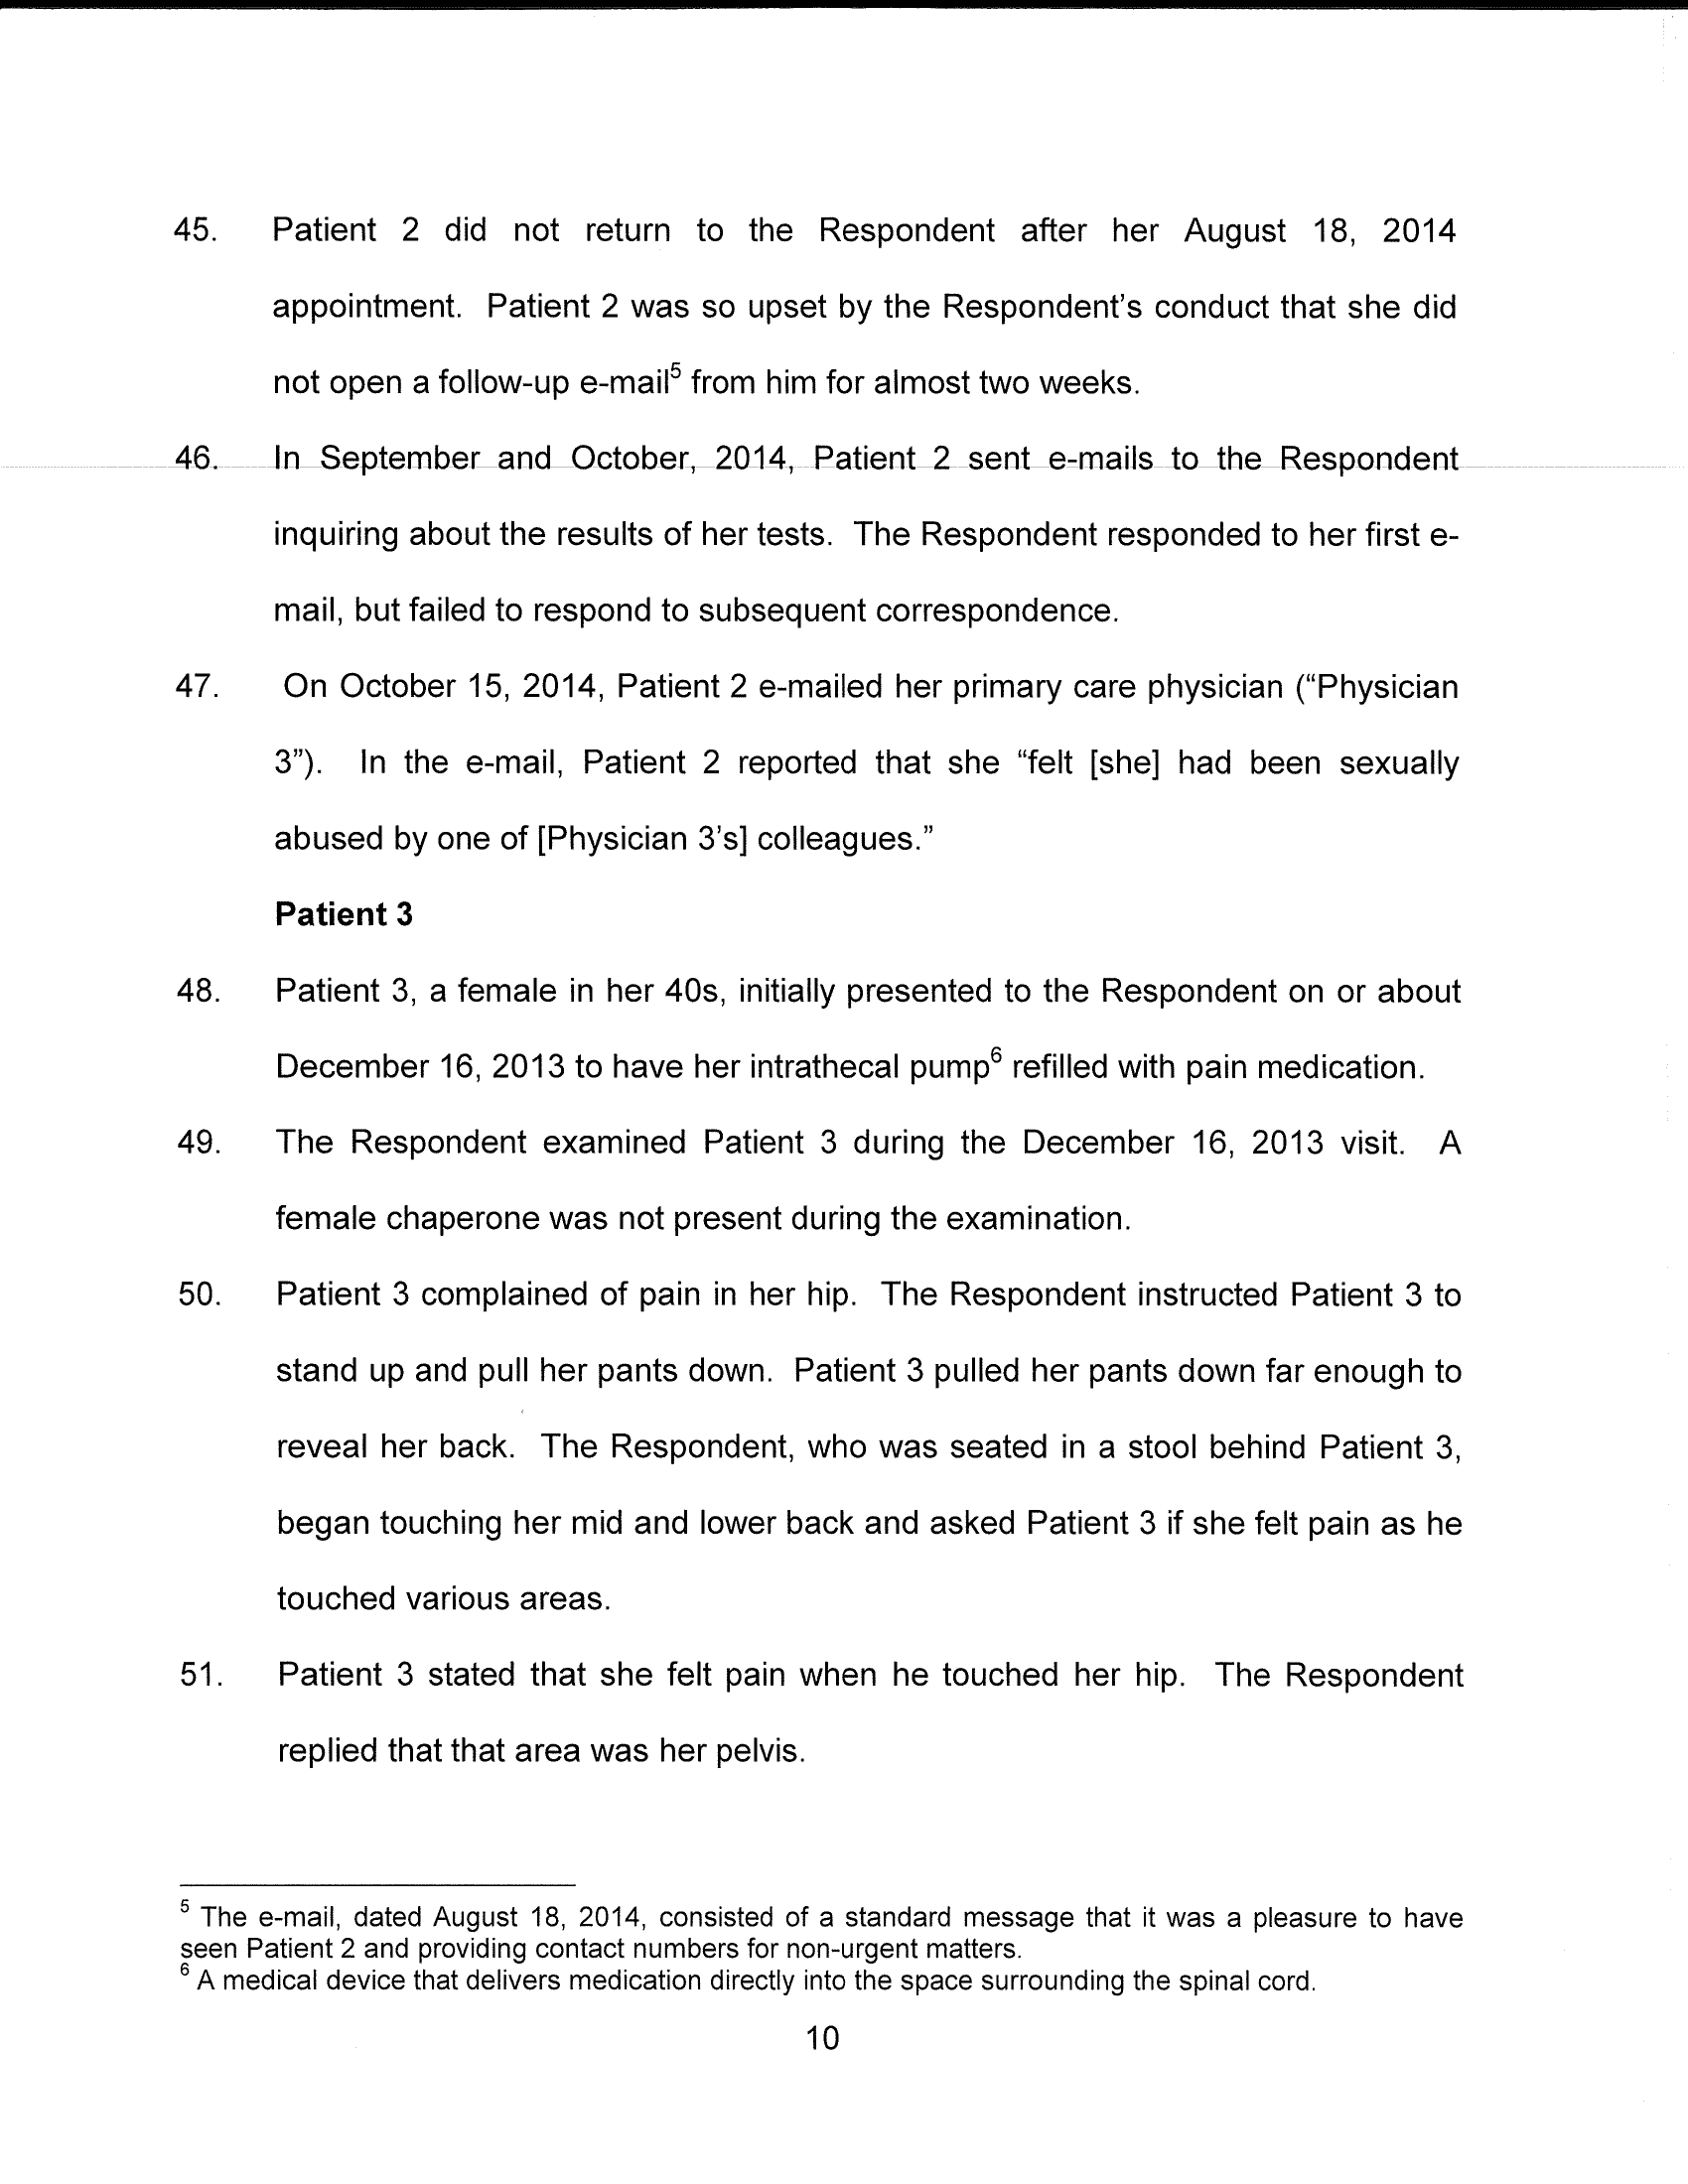 45. Patient 2 did not return to the Respondent after her August 18, 2014
appointment. Patient 2 was so upset by the Respondent's conduct that she did
not open a follow-up e-mail5 from him for almost two weeks.
46. In September and October, 2014, Patient 2 sent e-mails to the Respondent
inquiring about the results of her tests. The Respondent responded to her first e-
mail, but failed to respond to subsequent correspondence.
47. On October 15, 2014, Patient 2 e-mailed her primary care physician (“Physician
3”). In the e-mail, Patient 2 reported that she “felt [she] had been sexually
abused by one of [Physician 3's] colleagues.”
Patient 3
48. Patient 3, a female in her 40s, initially presented to the Respondent on or about
December 16, 2013 to have her intrathecal pump6 refilled with pain medication.
49. The Respondent examined Patient 3 during the December 16, 2013 visit. A
female chaperone was not present during the examination.
50. Patient 3 complained of pain in her hip. The Respondent instructed Patient 3 to
stand up and pull her pants down. Patient 3 pulled her pants down far enough to
reveal her back. The Respondent, who was seated in a stool behind Patient 3,
began touching her mid and lower back and asked Patient 3 if she felt pain as he
touched various areas.
51. Patient 3 stated that she felt pain when he touched her hip. The Respondent
replied that that area was her pelvis.
5 The e-mail, dated August 18, 2014, consisted of a standard message that it was a pleasure to have
seen Patient 2 and providing contact numbers for non-urgent matters.
6 A medical device that delivers medication directly into the space surrounding the spinal cord.
10